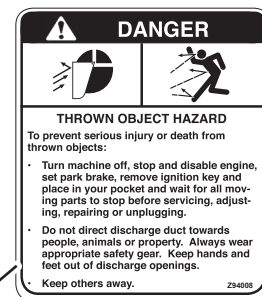 DANGER
THROWN OBJECT HAZARD
To prevent serious injury or death from
thrown objects:
· Turn machine off, stop and disable engine,
set park brake, remove ignition key and
place in your pocket and wait for all mov-
ing parts to stop before servicing, adjust-
ing, repairing or unplugging.
· Do not direct discharge duct towards
people, animals or property. Always wear
appropriate safety gear. Keep hands and
feet out of discharge openings.
· Keep others away.
Z94008